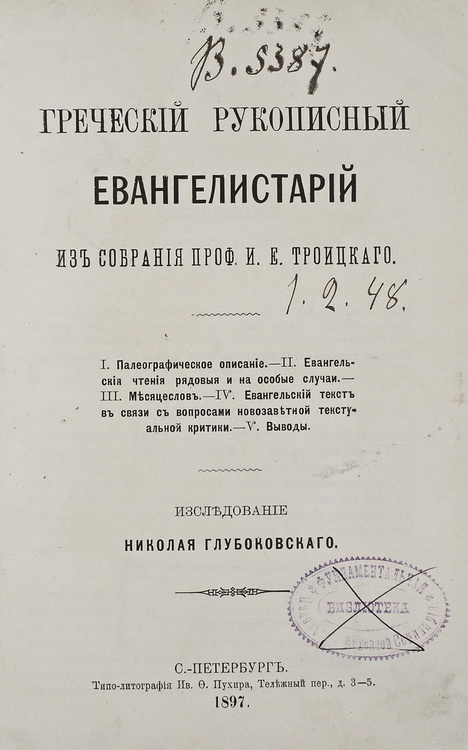 В. 5387.
ГРЕЧЕСКІЙ РУКОПИСНЫЙ
ЕВАНГЕЛИСТАРІЙ
ИЗЪ СОБРАНІЯ ПРОФ. И. Е. ТРОИЦКАГО.
1. 2. 48.
I. Палеографическое описаніе.—II. Евангель-
скія чтенія рядовыя и на особые случаи.—
III. Мѣсяцесловъ.—IV. Евангельскій текстъ
въ связи съ вопросами новозавѣтной тексту-
альной критики.—V. Выводы.
ИЗСЛѢДОВАНІЕ
НИКОЛАЯ ГЛУБОКОВСКАГО.
ФУНДАМЕНТАЛЬНАЯ
БИБЛІОТЕКА
С.-ПЕТЕРБУРГЪ.
Типо-литографія Ив. Ѳ. Пухира, Телѣжный пер., д. 3—5.
1897.